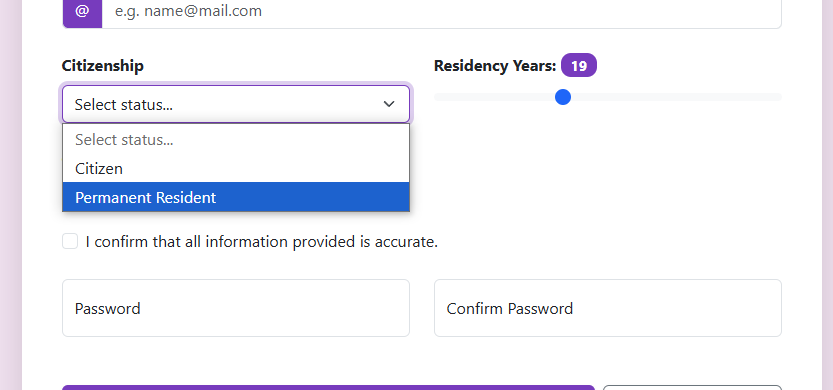 @ e.g. name@mail.com
Citizenship
Residency Years: 19
Select status...
Select status...
Citizen
Permanent Resident
I confirm that all information provided is accurate.
Password
Confirm Password